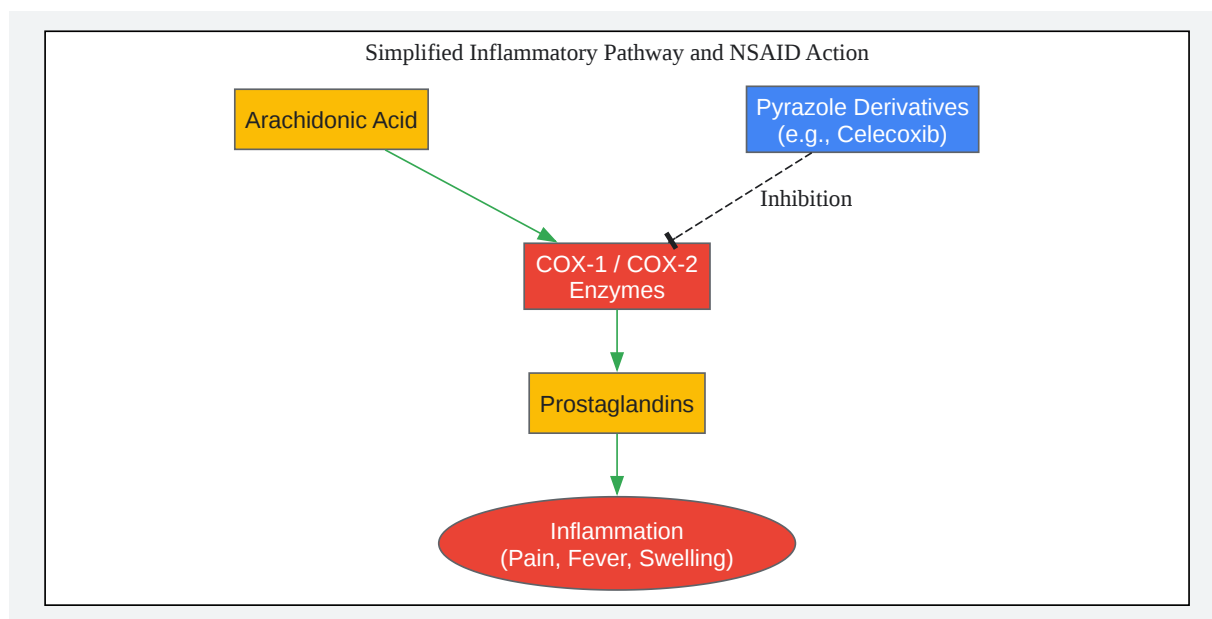 Simplified Inflammatory Pathway and NSAID Action
Arachidonic Acid
Pyrazole Derivatives
(e.g., Celecoxib)
Inhibition
COX-1 / COX-2
Enzymes
Prostaglandins
Inflammation
(Pain, Fever, Swelling)